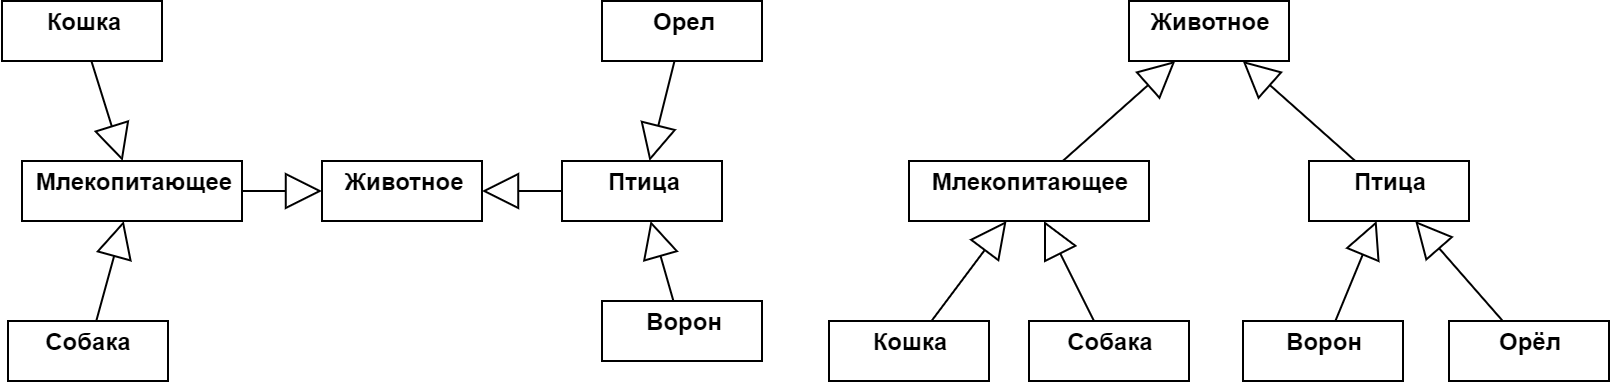 Кошка
Орел
Млекопитающее
Животное
Птица
Собака
Ворон
Животное
Млекопитающее
Птица
Кошка
Собака
Ворон
Орёл